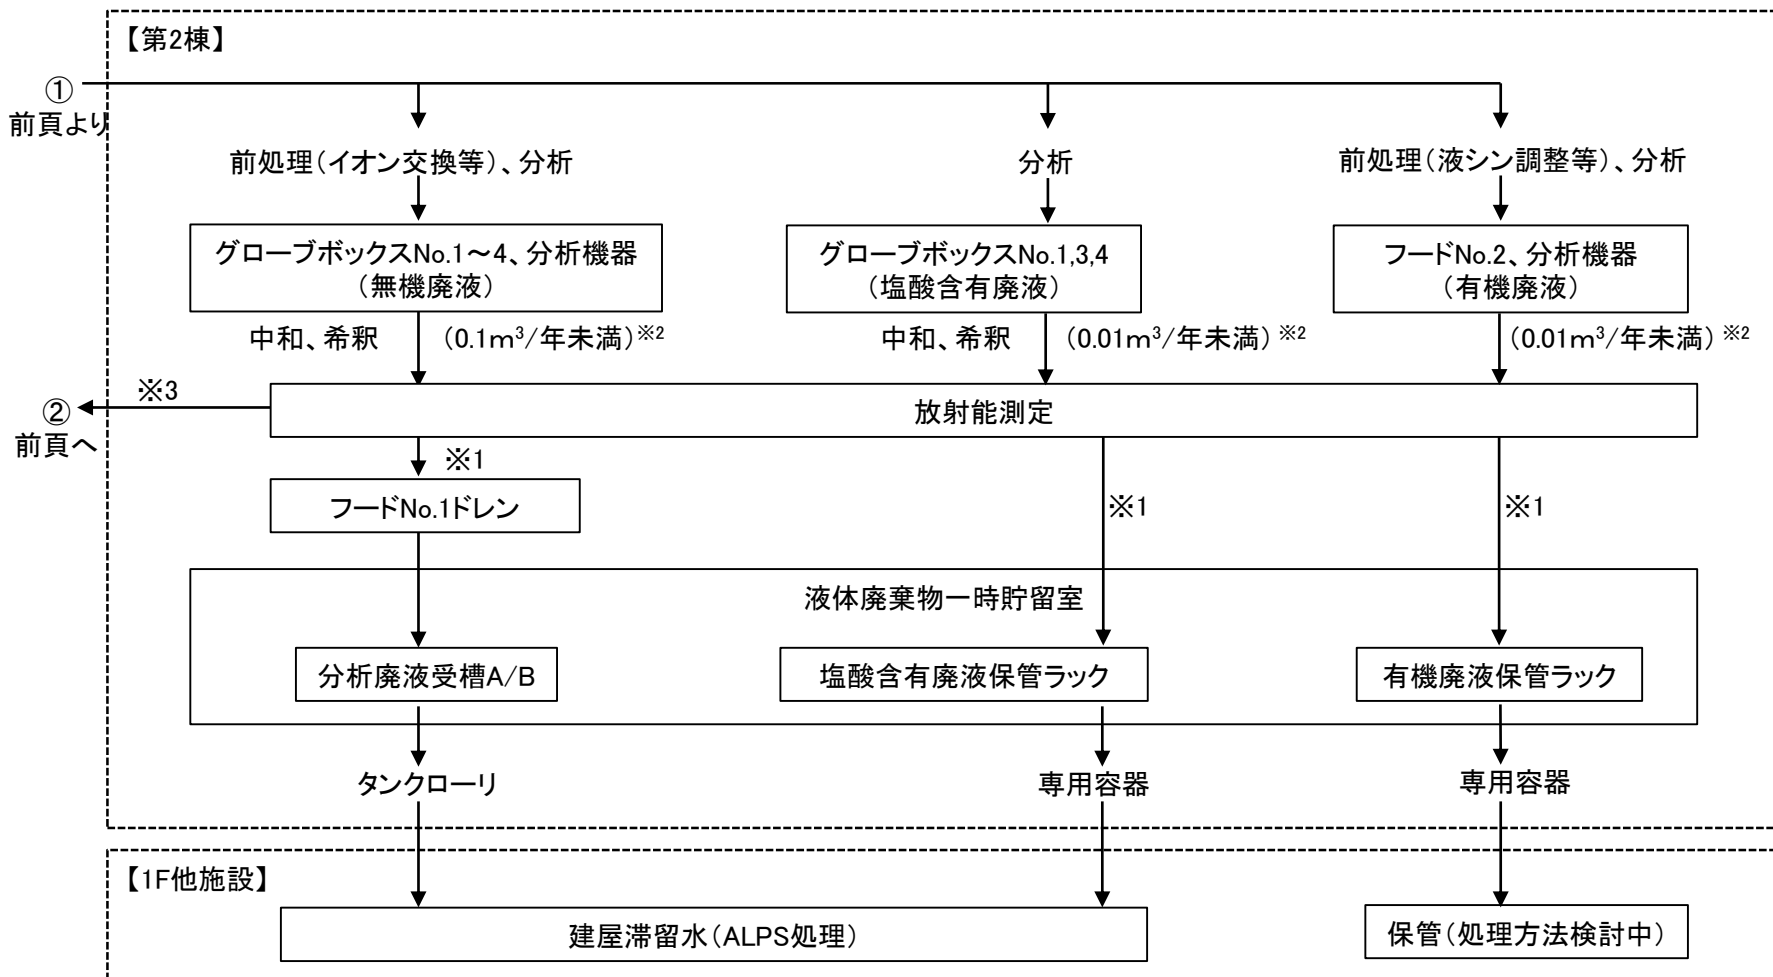 【第2棟】
①
前頁より
前処理(イオン交換等)、分析
分析
前処理(液シン調整等)、分析
グローブボックスNo.1～4、分析機器
(無機廃液)
グローブボックスNo.1,3,4
(塩酸含有廃液)
フードNo.2、分析機器
(有機廃液)
中和、希釈
(0.1m³/年未満)※2
中和、希釈
(0.01m³/年未満)※2
(0.01m³/年未満)※2
※3
②
前頁へ
放射能測定
※1
フードNo.1ドレン
※1
※1
液体廃棄物一時貯留室
分析廃液受槽A/B
塩酸含有廃液保管ラック
有機廃液保管ラック
タンクローリ
専用容器
専用容器
【1F他施設】
建屋滞留水(ALPS処理)
保管(処理方法検討中)